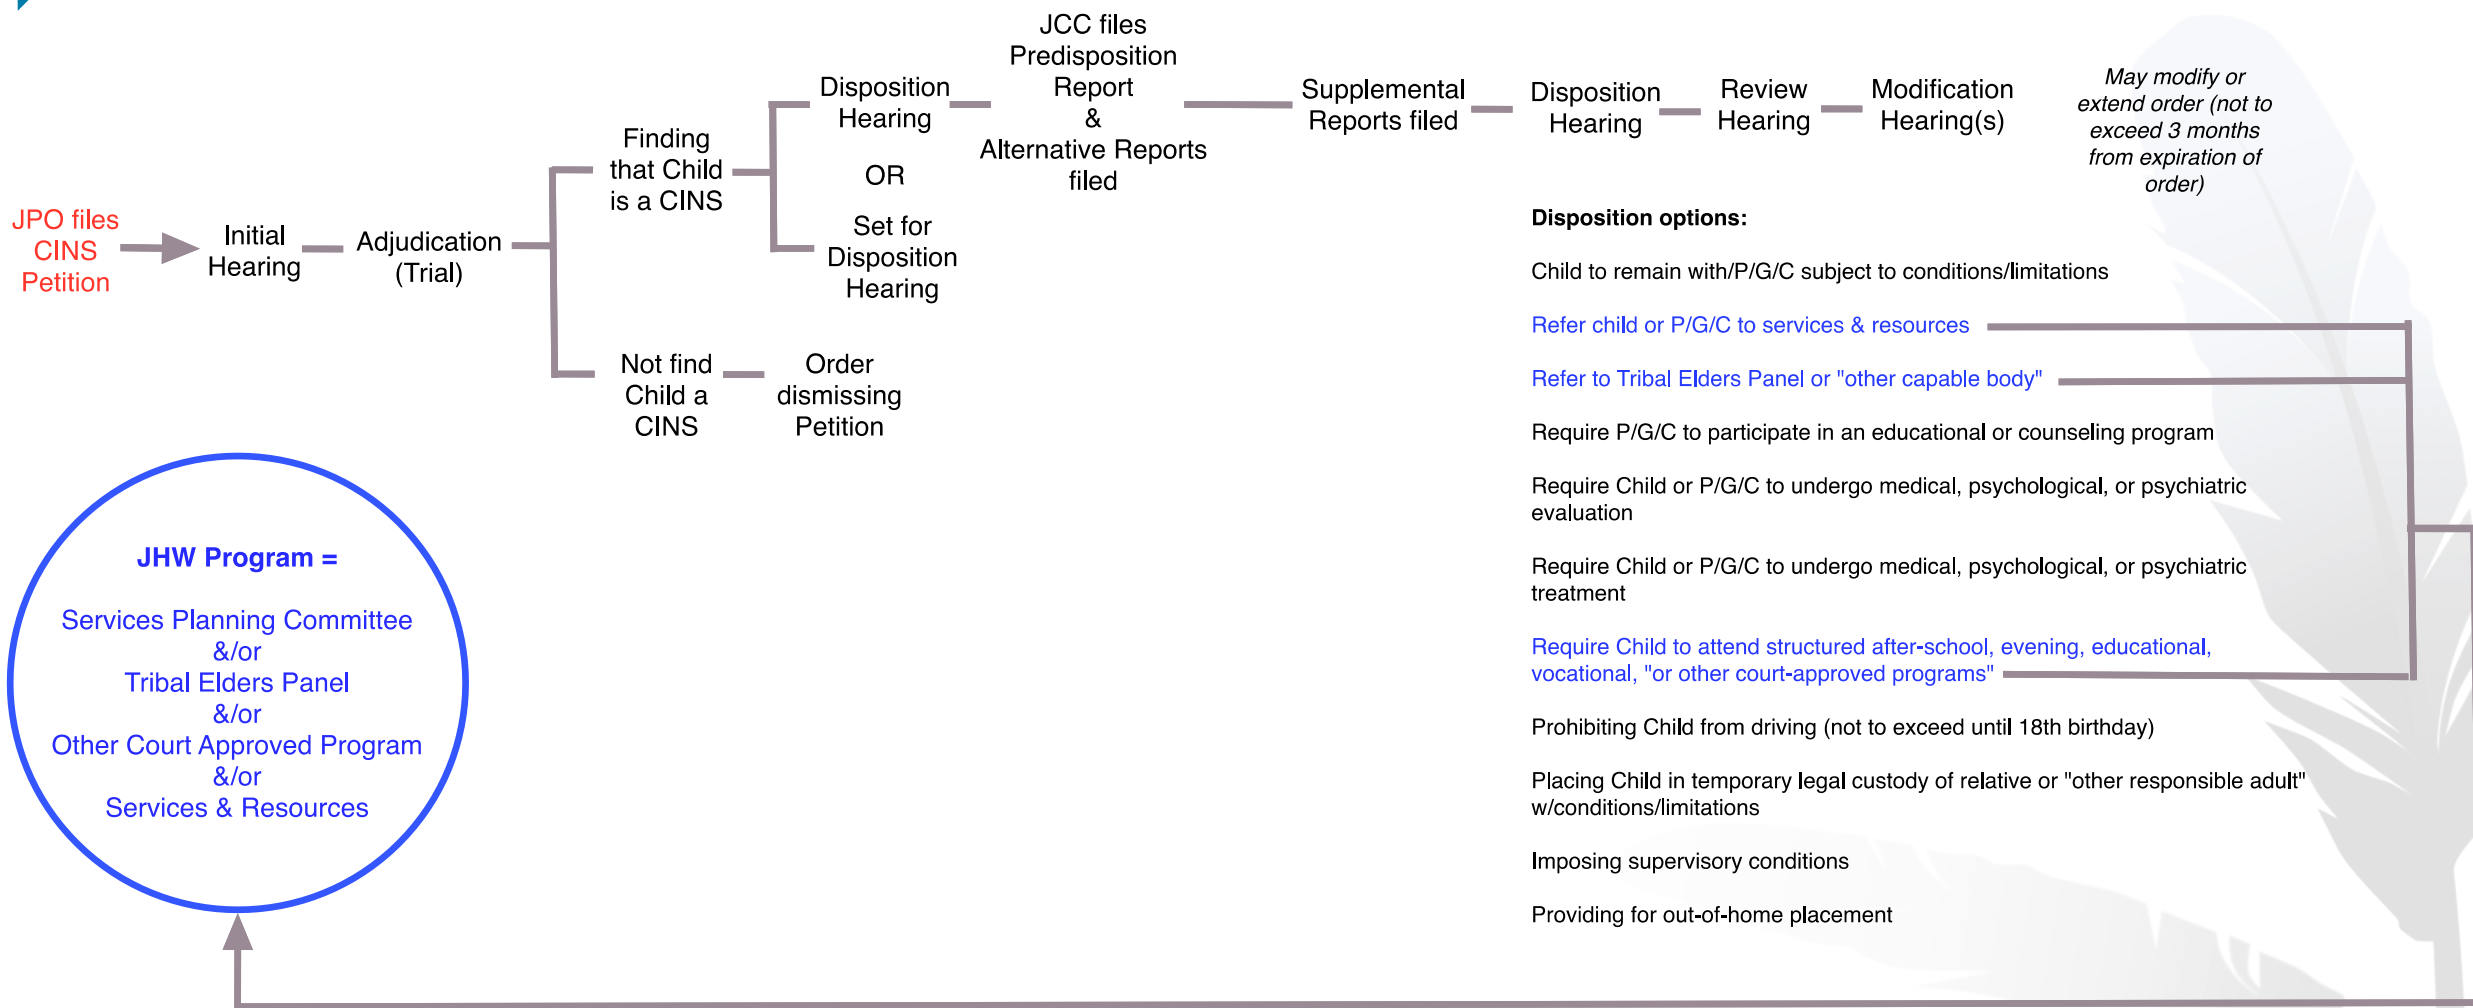 JPO files
CINS
Petition
Initial
Hearing
Adjudication
(Trial)
Finding
that Child
is a CINS
Not find
Child a
CINS
Order
dismissing
Petition
Disposition
Hearing
OR
Set for
Disposition
Hearing
JCC files
Predisposition
Report
&
Alternative Reports
filed
Supplemental
Reports filed
Disposition
Hearing
Review
Hearing
Modification
Hearing(s)
May modify or
extend order (not to
exceed 3 months
from expiration of
order)
Disposition options:
Child to remain with/P/G/C subject to conditions/limitations
Refer child or P/G/C to services & resources
Refer to Tribal Elders Panel or "other capable body"
Require P/G/C to participate in an educational or counseling program
Require Child or P/G/C to undergo medical, psychological, or psychiatric
evaluation
Require Child or P/G/C to undergo medical, psychological, or psychiatric
treatment
Require Child to attend structured after-school, evening, educational,
vocational, "or other court-approved programs"
Prohibiting Child from driving (not to exceed until 18th birthday)
Placing Child in temporary legal custody of relative or "other responsible adult"
w/conditions/limitations
Imposing supervisory conditions
Providing for out-of-home placement
JHW Program =
Services Planning Committee
&/or
Tribal Elders Panel
&/or
Other Court Approved Program
&/or
Services & Resources